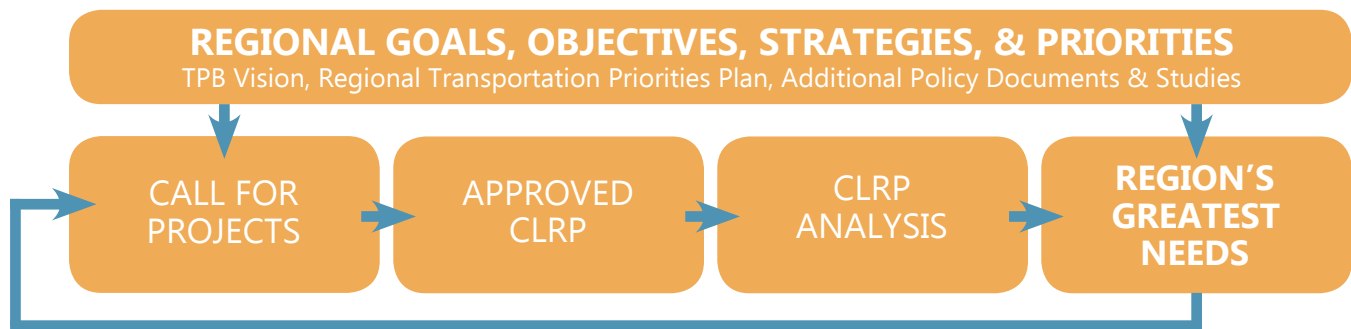 REGIONAL GOALS, OBJECTIVES, STRATEGIES, & PRIORITIES
TPB Vision, Regional Transportation Priorities Plan, Additional Policy Documents & Studies
CALL FOR
PROJECTS
APPROVED
CLRP
CLRP
ANALYSIS
REGION’S
GREATEST
NEEDS